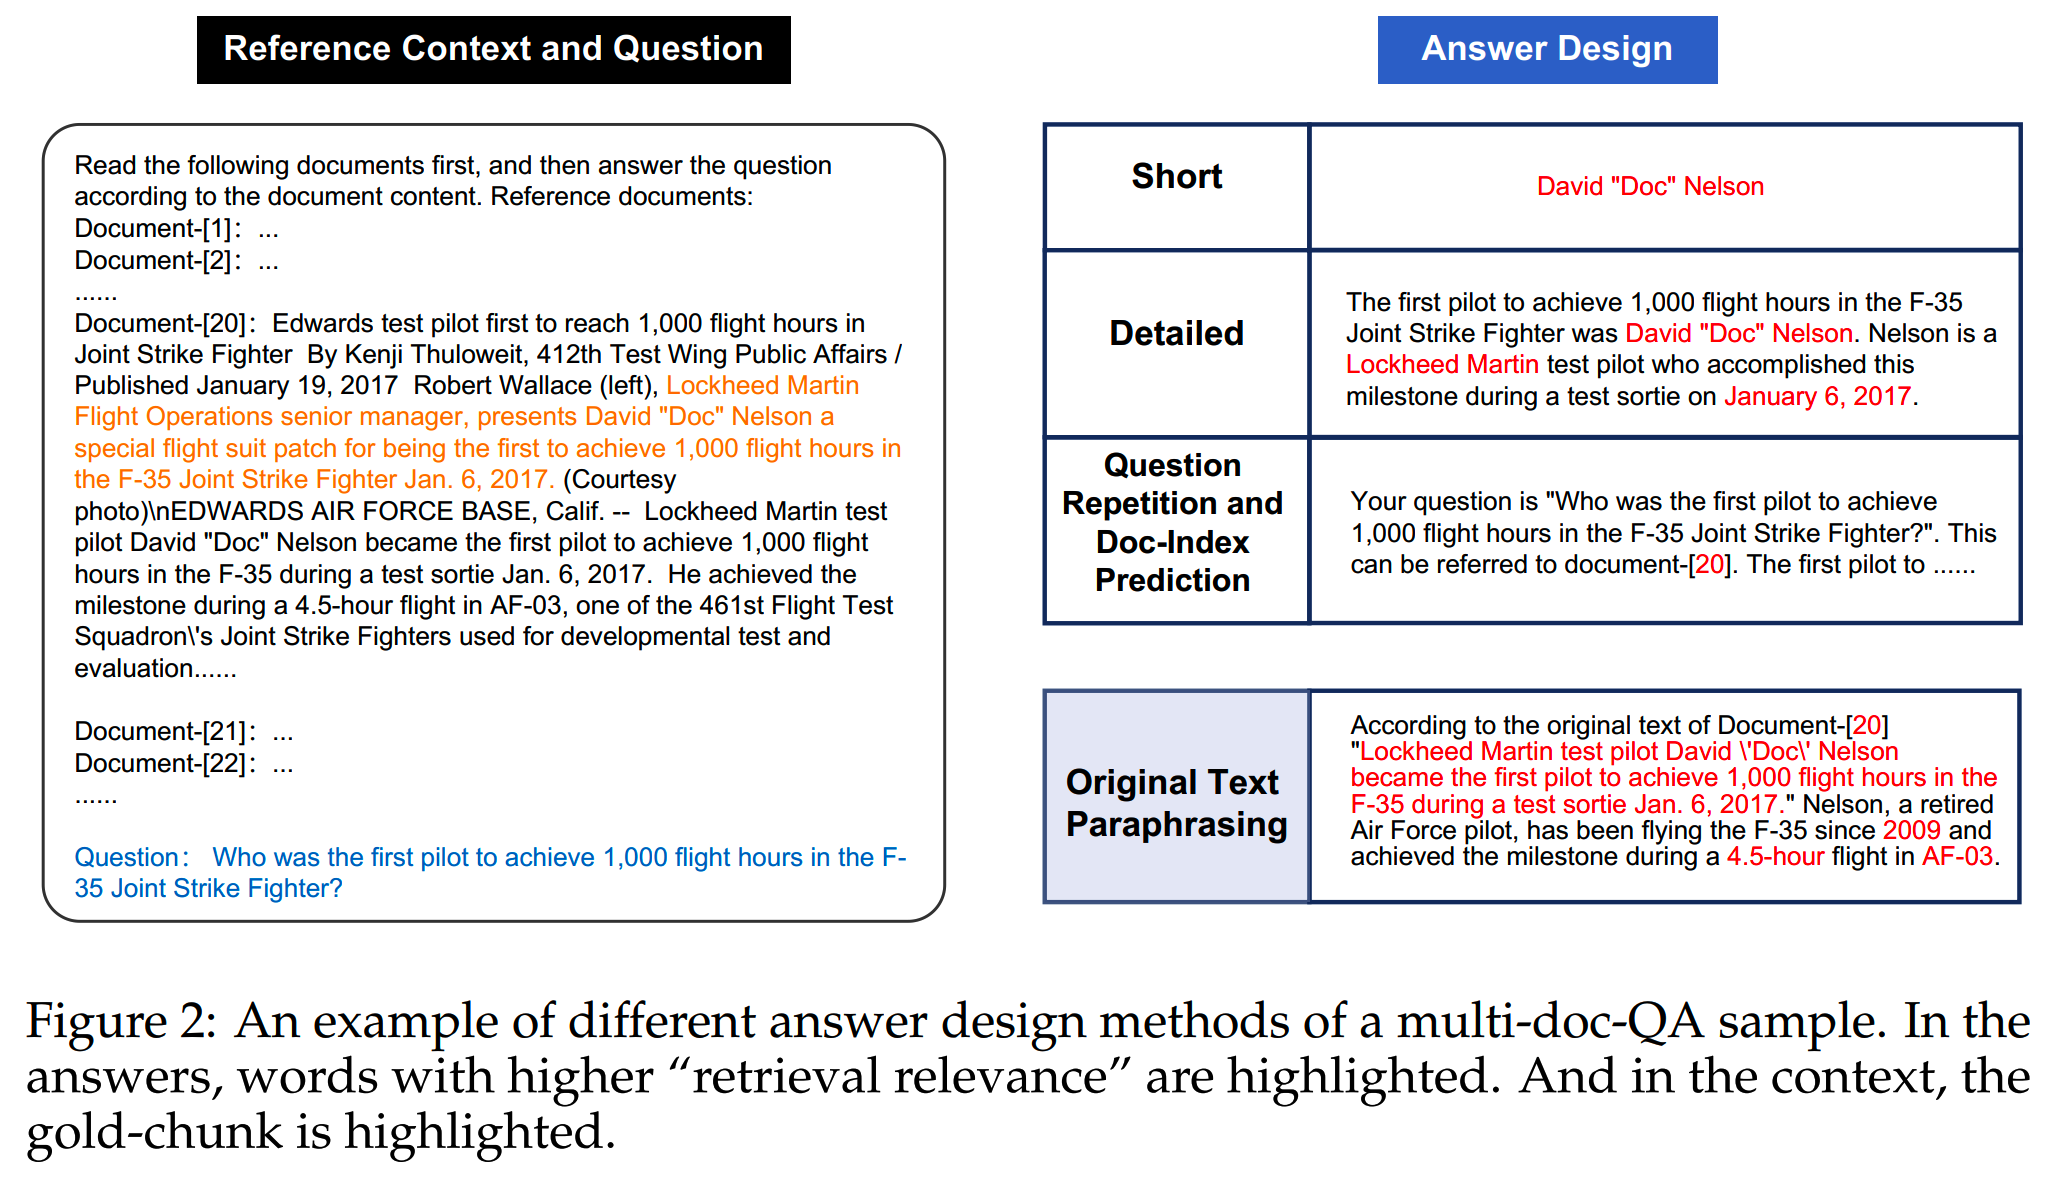 Reference Context and Question
Read the following documents first, and then answer the question
according to the document content. Reference documents:
Document-[1]: ...
Document-[2]: ...
......
Document-[20]: Edwards test pilot first to reach 1,000 flight hours in
Joint Strike Fighter  By Kenji Thuloweit, 412th Test Wing Public Affairs /
Published January 19, 2017  Robert Wallace (left), Lockheed Martin
Flight Operations senior manager, presents David "Doc" Nelson a
special flight suit patch for being the first to achieve 1,000 flight hours in
the F-35 Joint Strike Fighter Jan. 6, 2017. (Courtesy
photo)\nEDWARDS AIR FORCE BASE, Calif. --  Lockheed Martin test
pilot David "Doc" Nelson became the first pilot to achieve 1,000 flight
hours in the F-35 during a test sortie Jan. 6, 2017.  He achieved the
milestone during a 4.5-hour flight in AF-03, one of the 461st Flight Test
Squadron\'s Joint Strike Fighters used for developmental test and
evaluation......
Document-[21]: ...
Document-[22]: ...
......
Question:  Who was the first pilot to achieve 1,000 flight hours in the F-
35 Joint Strike Fighter?
Answer Design
Short
David "Doc" Nelson
Detailed
The first pilot to achieve 1,000 flight hours in the F-35
Joint Strike Fighter was David "Doc" Nelson. Nelson is a
Lockheed Martin test pilot who accomplished this
milestone during a test sortie on January 6, 2017.
Question
Repetition and
Doc-Index
Prediction
Your question is "Who was the first pilot to achieve
1,000 flight hours in the F-35 Joint Strike Fighter?". This
can be referred to document-[20]. The first pilot to ......
Original Text
Paraphrasing
According to the original text of Document-[20]
"Lockheed Martin test pilot David \'Doc\' Nelson
became the first pilot to achieve 1,000 flight hours in the
F-35 during a test sortie Jan. 6, 2017." Nelson, a retired
Air Force pilot, has been flying the F-35 since 2009 and
achieved the milestone during a 4.5-hour flight in AF-03.
Figure 2: An example of different answer design methods of a multi-doc-QA sample. In the
answers, words with higher “retrieval relevance” are highlighted. And in the context, the
gold-chunk is highlighted.